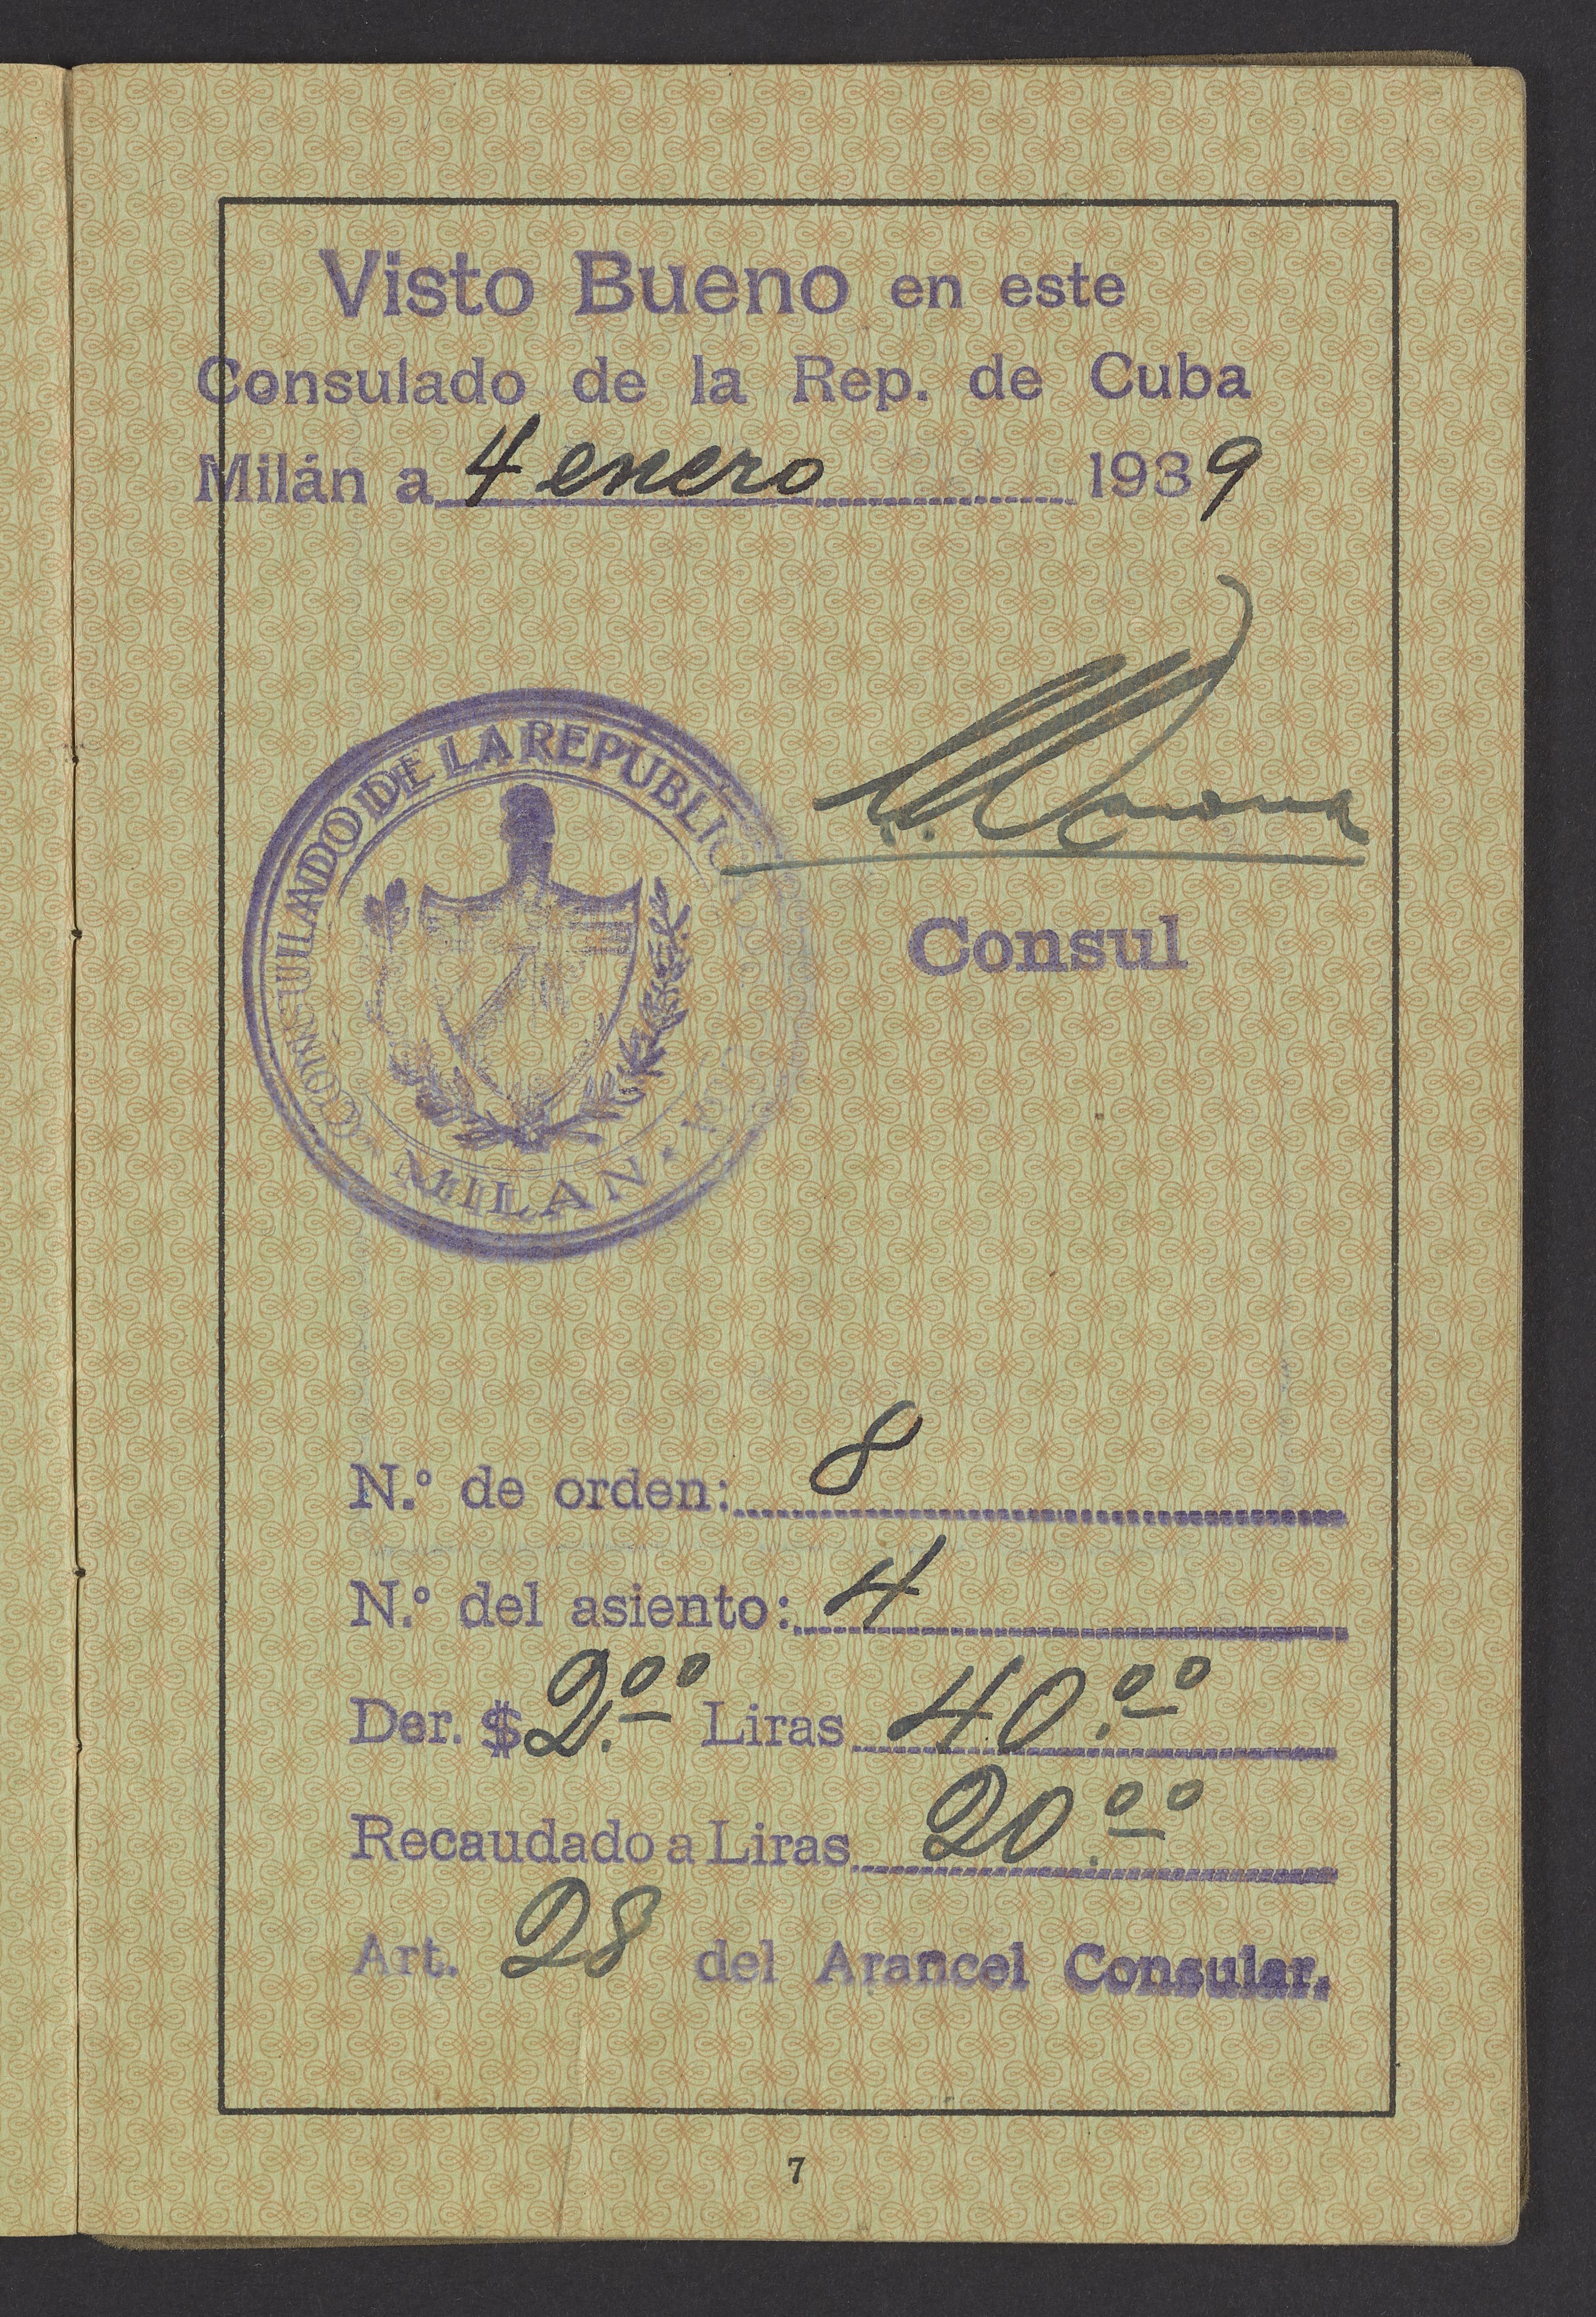 Visto Bueno en este
Consulado de la Rep. de Cuba
Milán a 4 enero 1939
CONSULADO DE LA REPUBLICA
MILAN
Consul
N.º de orden: 8
N.º del asiento: 4
Der. $ 2.00 Liras 40.00
Recaudado a Liras 20.00
Art. 28 del Arancel Consular.
7